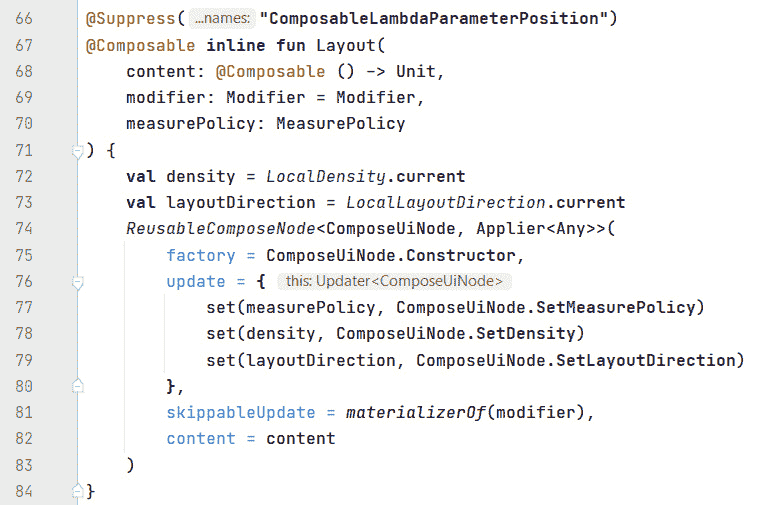 66 @Suppress( ...names: "ComposableLambdaParameterPosition")
67 @Composable inline fun Layout(
68     content: @Composable () -> Unit,
69     modifier: Modifier = Modifier,
70     measurePolicy: MeasurePolicy
71 ) {
72     val density = LocalDensity.current
73     val layoutDirection = LocalLayoutDirection.current
74     ReusableComposeNode<ComposeUiNode, Applier<Any>>(
75         factory = ComposeUiNode.Constructor,
76         update = { this: Updater<ComposeUiNode>
77             set(measurePolicy, ComposeUiNode.SetMeasurePolicy)
78             set(density, ComposeUiNode.SetDensity)
79             set(layoutDirection, ComposeUiNode.SetLayoutDirection)
80         },
81         skippableUpdate = materializerOf(modifier),
82         content = content
83     )
84 }